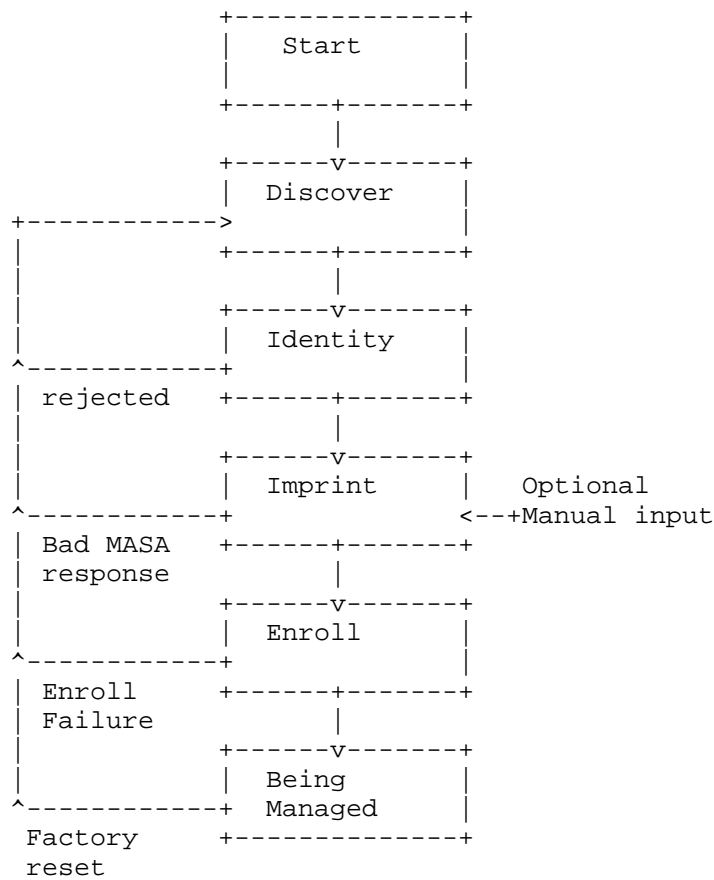 Start
Discover
Identity
rejected
Imprint Optional
Manual input
Bad MASA
response
Enroll
Enroll
Failure
Being
Managed
Factory
reset